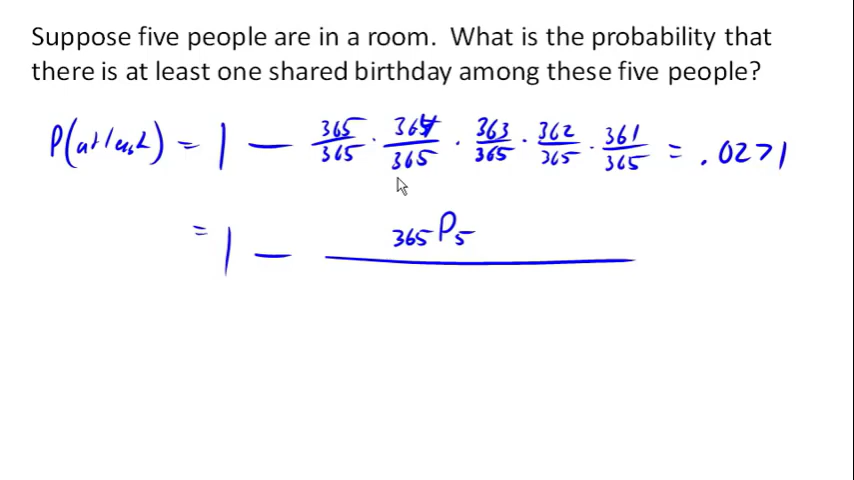 Suppose five people are in a room. What is the probability that
there is at least one shared birthday among these five people?
P(at least) = 1 — 365/365 · 364/365 · 363/365 · 362/365 · 361/365 = .0271
= 1 — 365P5